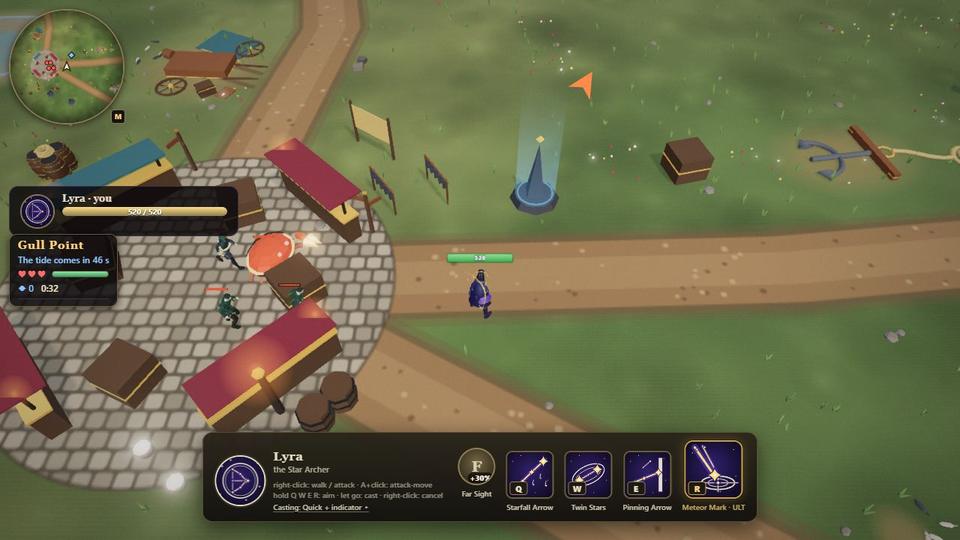 M
Lyra · you
520 / 520
Gull Point
The tide comes in 46 s
0 0:32
520
Lyra
the Star Archer
right-click: walk / attack · A+click: attack-move
hold Q W E R: aim · let go: cast · right-click: cancel
Casting: Quick + indicator
F
+30%
Far Sight
Q
Starfall Arrow
W
Twin Stars
E
Pinning Arrow
R
Meteor Mark · ULT